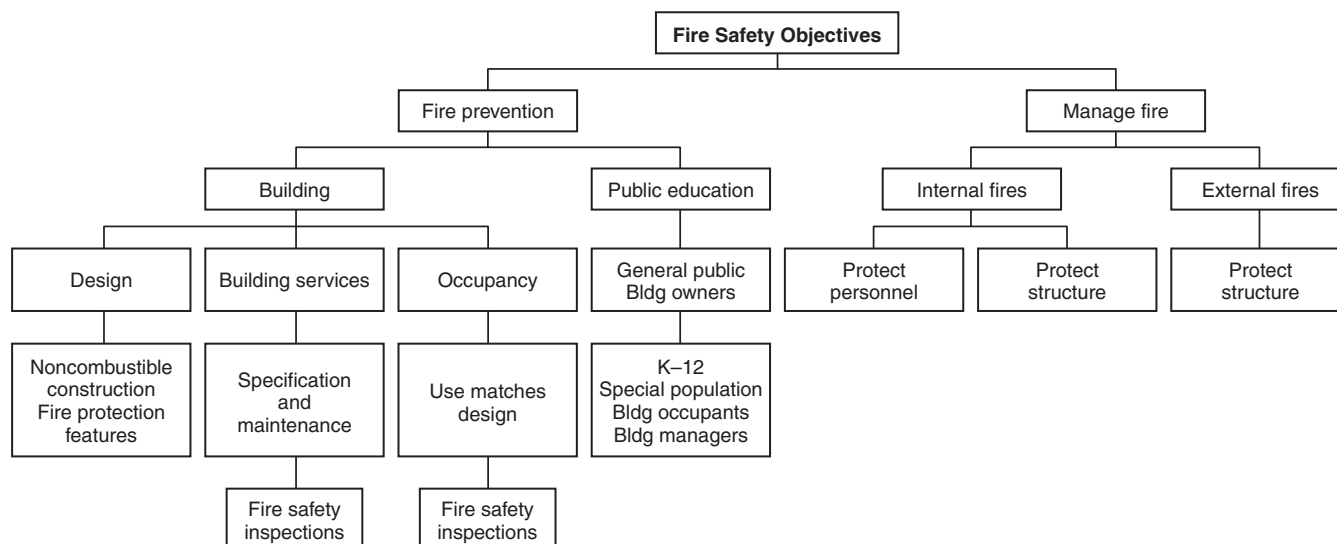 Fire Safety Objectives
Fire prevention
Manage fire
Building
Public education
Internal fires
External fires
Design
Building services
Occupancy
General public
Bldg owners
Protect
personnel
Protect
structure
Protect
structure
Noncombustible
construction
Fire protection
features
Specification
and
maintenance
Use matches
design
K–12
Special population
Bldg occupants
Bldg managers
Fire safety
inspections
Fire safety
inspections